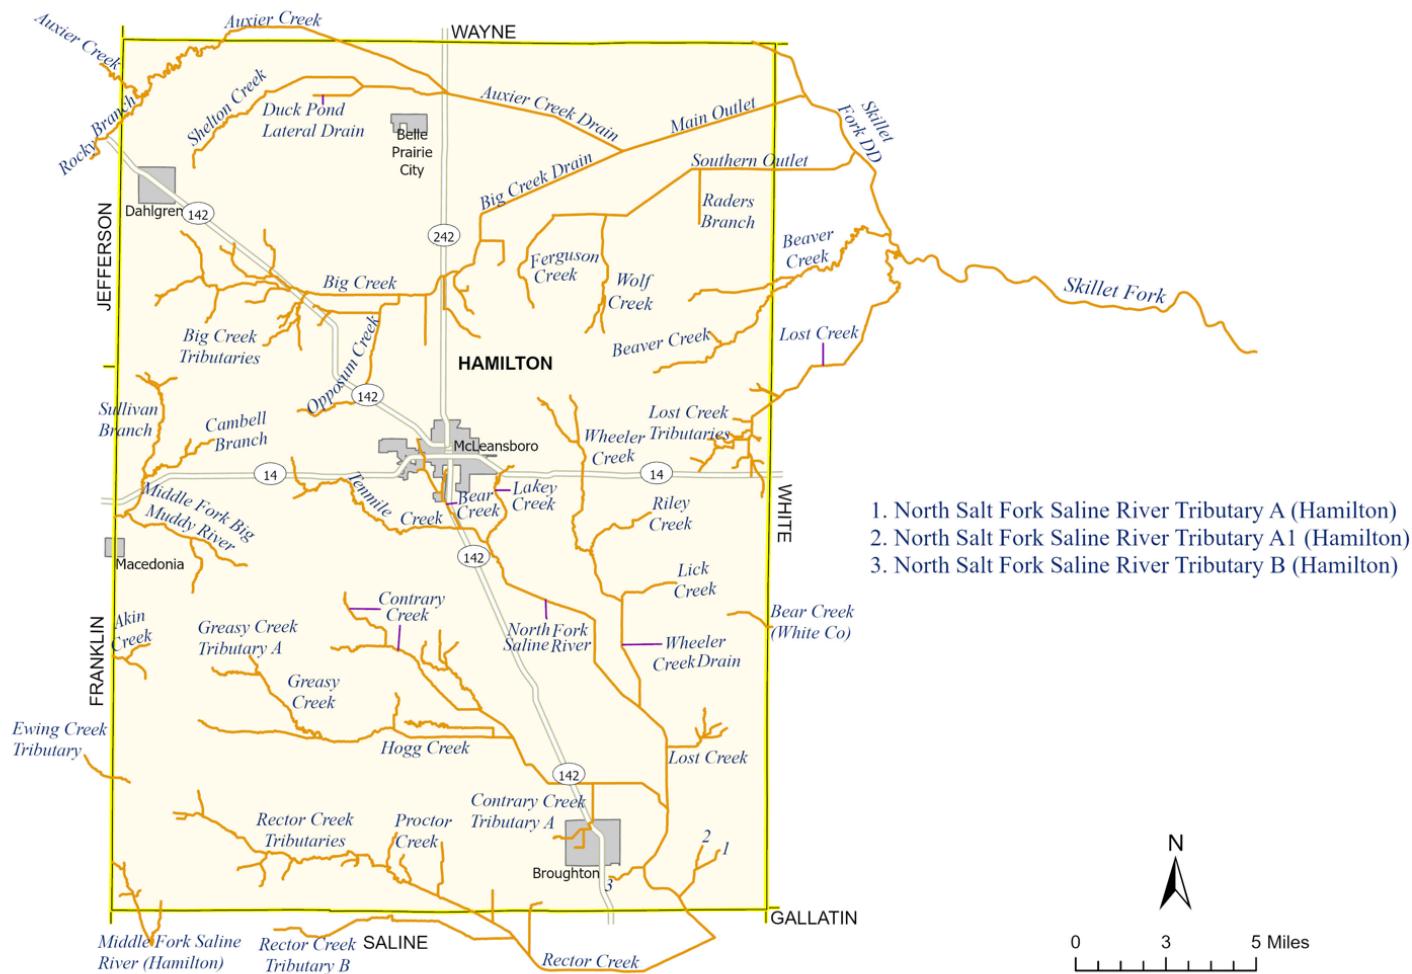 Auxier Creek
Auxier Creek
WAYNE
Rocky Branch
Shelton Creek
Duck Pond
Lateral Drain
Belle
Prairie
City
Auxier Creek Drain
Main Outlet
Skillet
Fork DD
Southern Outlet
Big Creek Drain
Raders
Branch
Dahlgren
142
242
JEFFERSON
Ferguson
Creek
Wolf
Creek
Beaver
Creek
Skillet Fork
Big Creek
Big Creek
Tributaries
Opposum Creek
Beaver Creek
Lost Creek
HAMILTON
142
Sullivan
Branch
Cambell
Branch
McLeansboro
Wheeler
Creek
Lost Creek
Tributaries
14
14
Tennile
Creek
Bear
Creek
Lakey
Creek
Riley
Creek
WHITE
Middle Fork Big
Muddy River
Macedonia
142
1. North Salt Fork Saline River Tributary A (Hamilton)
2. North Salt Fork Saline River Tributary A1 (Hamilton)
3. North Salt Fork Saline River Tributary B (Hamilton)
Lick
Creek
Contrary
Creek
Bear Creek
(White Co)
Akin
Creek
Greasy Creek
Tributary A
North Fork
Saline River
Wheeler
Creek Drain
FRANKLIN
Greasy
Creek
Ewing Creek
Tributary
Hogg Creek
Lost Creek
142
Contrary Creek
Tributary A
Rector Creek
Tributaries
Proctor
Creek
2
1
Broughton
3
N
GALLATIN
Middle Fork Saline
River (Hamilton)
Rector Creek
Tributary B
SALINE
Rector Creek
0 3 5 Miles